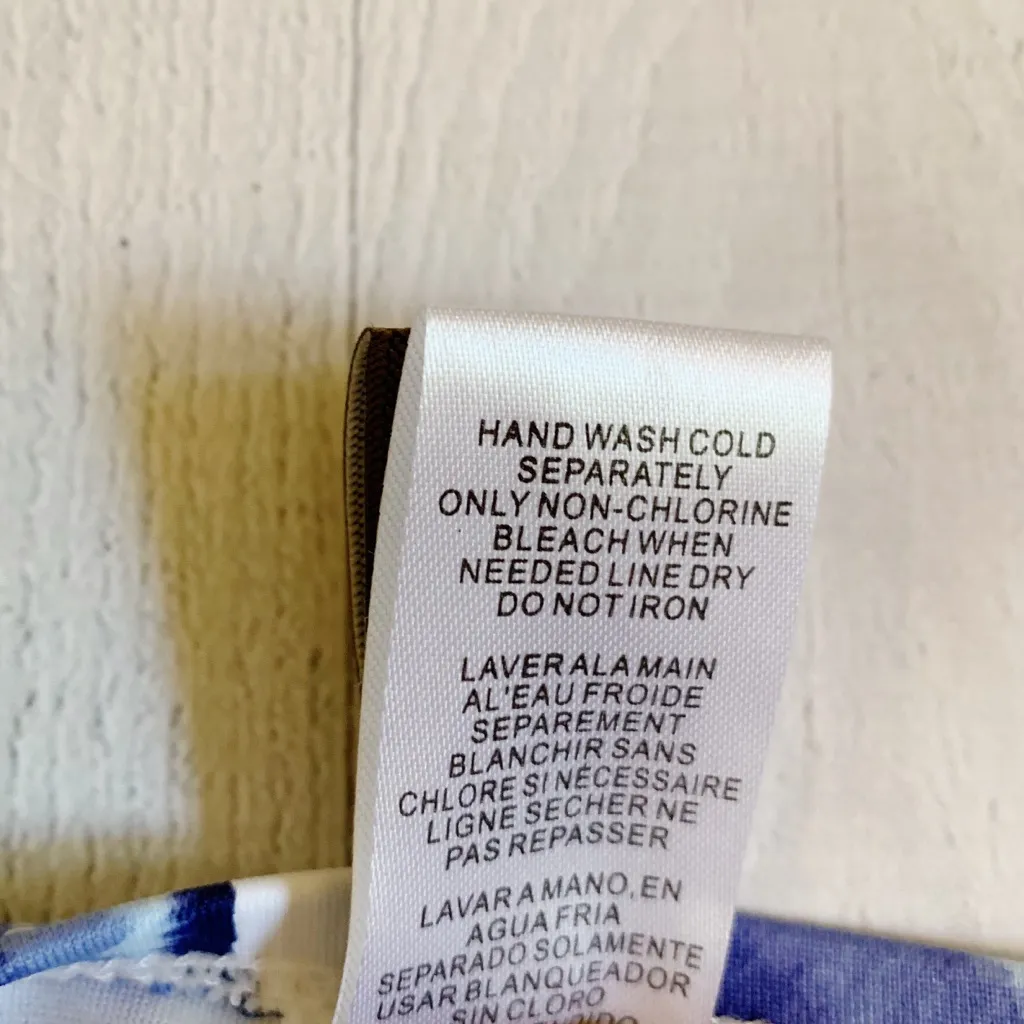 HAND WASH COLD
SEPARATELY
ONLY NON-CHLORINE
BLEACH WHEN
NEEDED LINE DRY
DO NOT IRON
LAVER A LA MAIN
AL'EAU FROIDE
SEPAREMENT
BLANCHIR SANS
CHLORE SI NÉCESSAIRE
LIGNE SECHER NE
PAS REPASSER
LAVAR A MANO, EN
AGUA FRIA
SEPARADO SOLAMENTE
USAR BLANQUEADOR
SIN CLORO